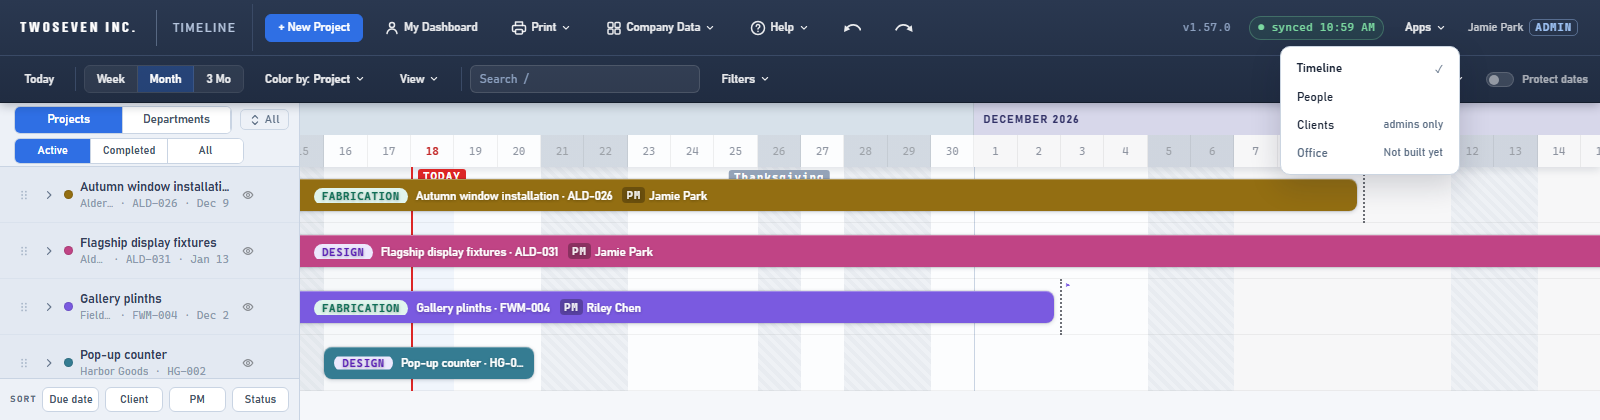 TWOSEVEN INC. TIMELINE + New Project My Dashboard Print Company Data Help v1.57.0 synced 10:59 AM Apps Jamie Park ADMIN
Today Week Month 3 Mo Color by: Project View Search / Filters Protect dates
Timeline ✓
People
Clients admins only
Office Not built yet
Projects Departments All
Active Completed All
DECEMBER 2026
16 17 18 19 20 21 22 23 24 25 26 27 28 29 30 1 2 3 4 5 6 7 12 13 14
TODAY Thanksgiving
Autumn window installati…
Alder… · ALD-026 · Dec 9
FABRICATION Autumn window installation · ALD-026 PM Jamie Park
Flagship display fixtures
Ald… · ALD-031 · Jan 13
DESIGN Flagship display fixtures · ALD-031 PM Jamie Park
Gallery plinths
Field… · FWM-004 · Dec 2
FABRICATION Gallery plinths · FWM-004 PM Riley Chen
Pop-up counter
Harbor Goods · HG-002
DESIGN Pop-up counter · HG-0…
SORT Due date Client PM Status